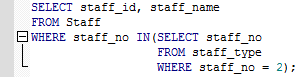 SELECT staff_id, staff_name
FROM Staff
WHERE staff_no IN(SELECT staff_no
FROM staff_type
WHERE staff_no = 2);